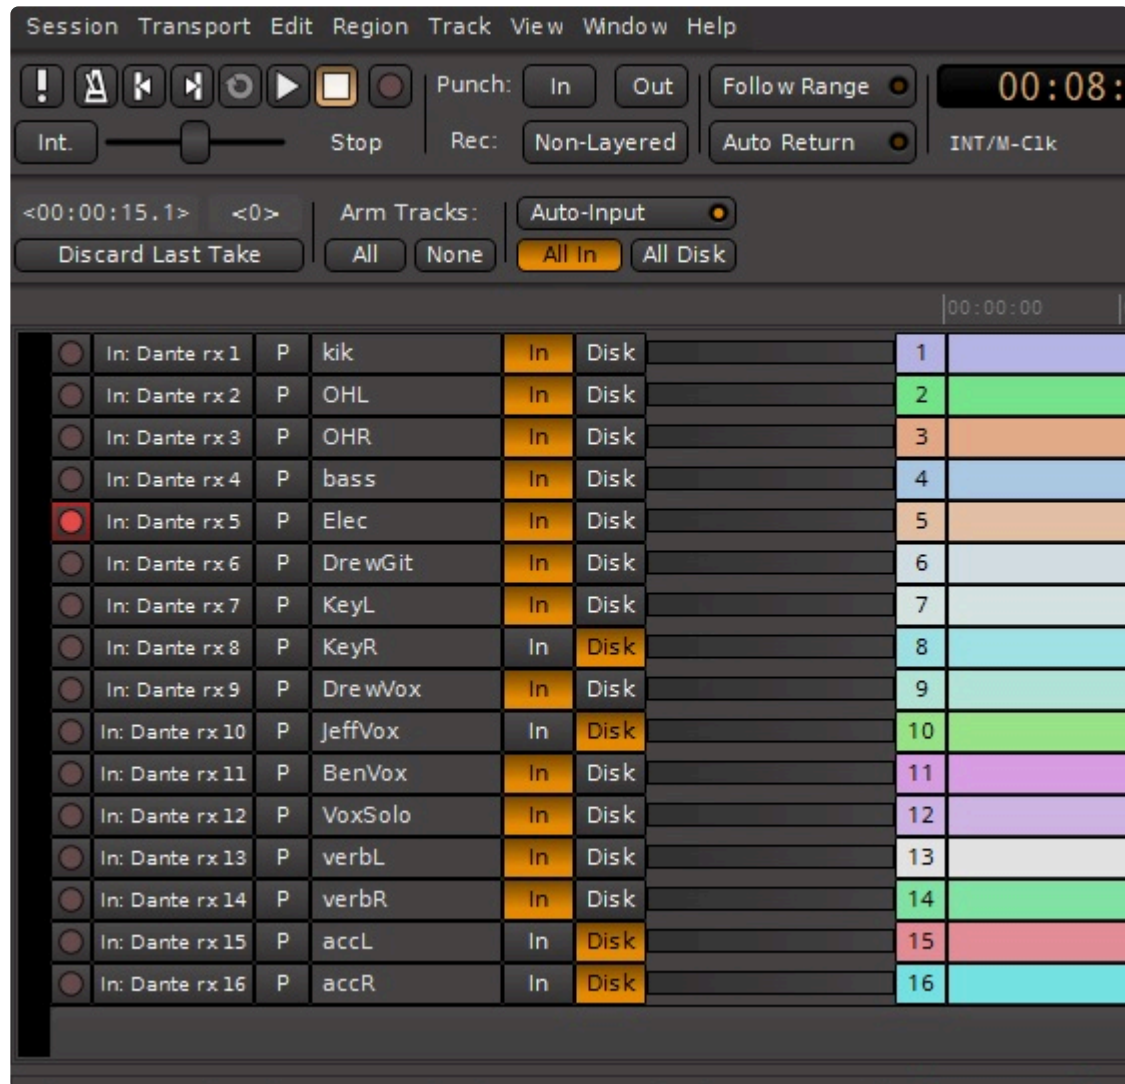 Session Transport Edit Region Track View Window Help
Punch: In Out Follow Range 00:08:
Int. Stop Rec: Non-Layered Auto Return INT/M-Clk
<00:00:15.1> <0> Arm Tracks: Auto-Input
Discard Last Take All None All In All Disk
00:00:00
In: Dante rx 1 P kik In Disk 1
In: Dante rx 2 P OHL In Disk 2
In: Dante rx 3 P OHR In Disk 3
In: Dante rx 4 P bass In Disk 4
In: Dante rx 5 P Elec In Disk 5
In: Dante rx 6 P DrewGit In Disk 6
In: Dante rx 7 P KeyL In Disk 7
In: Dante rx 8 P KeyR In Disk 8
In: Dante rx 9 P DrewVox In Disk 9
In: Dante rx 10 P JeffVox In Disk 10
In: Dante rx 11 P BenVox In Disk 11
In: Dante rx 12 P VoxSolo In Disk 12
In: Dante rx 13 P verbL In Disk 13
In: Dante rx 14 P verbR In Disk 14
In: Dante rx 15 P accL In Disk 15
In: Dante rx 16 P accR In Disk 16